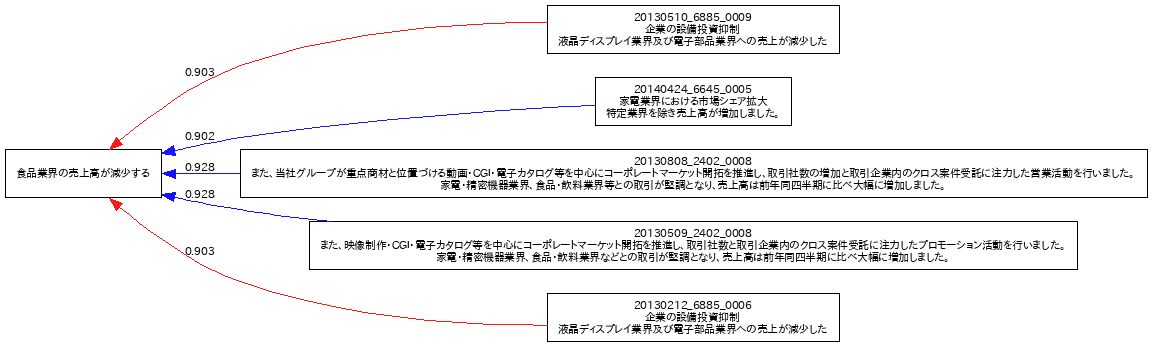 20130510_6885_0009
企業の設備投資抑制
液晶ディスプレイ業界及び電子部品業界への売上が減少した
0.903
20140424_6645_0005
家電業界における市場シェア拡大
特定業界を除き売上高が増加しました。
0.902
食品業界の売上高が減少する
0.928
20130808_2402_0008
また、当社グループが重点商材と位置づける動画・CGI・電子カタログ等を中心にコーポレートマーケット開拓を推進し、取引社数の増加と取引企業内のクロス案件受託に注力した営業活動を行いました。
家電・精密機器業界、食品・飲料業界等との取引が堅調となり、売上高は前年同四半期に比べ大幅に増加しました。
0.928
20130509_2402_0008
また、映像制作・CGI・電子カタログ等を中心にコーポレートマーケット開拓を推進し、取引社数と取引企業内のクロス案件受託に注力したプロモーション活動を行いました。
家電・精密機器業界、食品・飲料業界などとの取引が堅調となり、売上高は前年同四半期に比べ大幅に増加しました。
0.903
20130212_6885_0006
企業の設備投資抑制
液晶ディスプレイ業界及び電子部品業界への売上が減少した